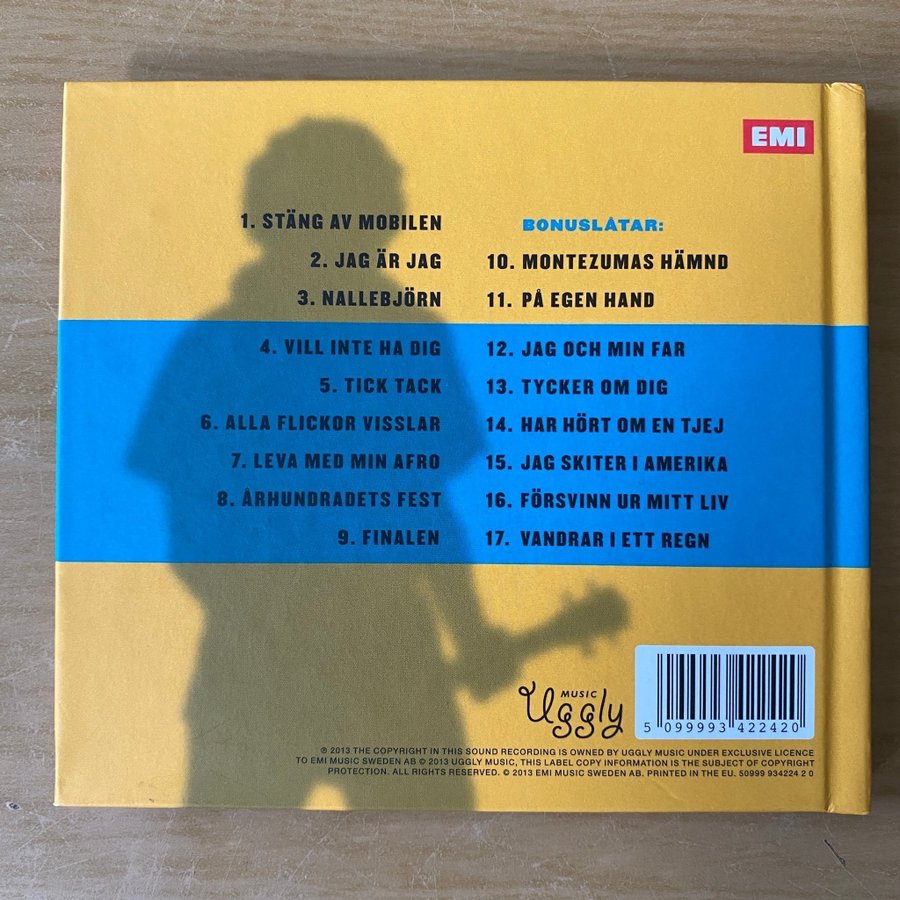 EMI
1. STÄNG AV MOBILEN
2. JAG ÄR JAG
3. NALLEBJÖRN
4. VILL INTE HA DIG
5. TICK TACK
6. ALLA FLICKOR VISSLAR
7. LEVA MED MIN AFRO
8. ÅRHUNDRADETS FEST
9. FINALEN
BONUSLÅTAR:
10. MONTEZUMAS HÄMND
11. PÅ EGEN HAND
12. JAG OCH MIN FAR
13. TYCKER OM DIG
14. HAR HÖRT OM EN TJEJ
15. JAG SKITER I AMERIKA
16. FÖRSVINN UR MITT LIV
17. VANDRAR I ETT REGN
MUSIC
Uggly
5 099993 422420
℗ 2013 THE COPYRIGHT IN THIS SOUND RECORDING IS OWNED BY UGGLY MUSIC UNDER EXCLUSIVE LICENCE
TO EMI MUSIC SWEDEN AB © 2013 UGGLY MUSIC, THIS LABEL COPY INFORMATION IS THE SUBJECT OF COPYRIGHT
PROTECTION. ALL RIGHTS RESERVED. © 2013 EMI MUSIC SWEDEN AB. PRINTED IN THE EU. 50999 934224 2 0